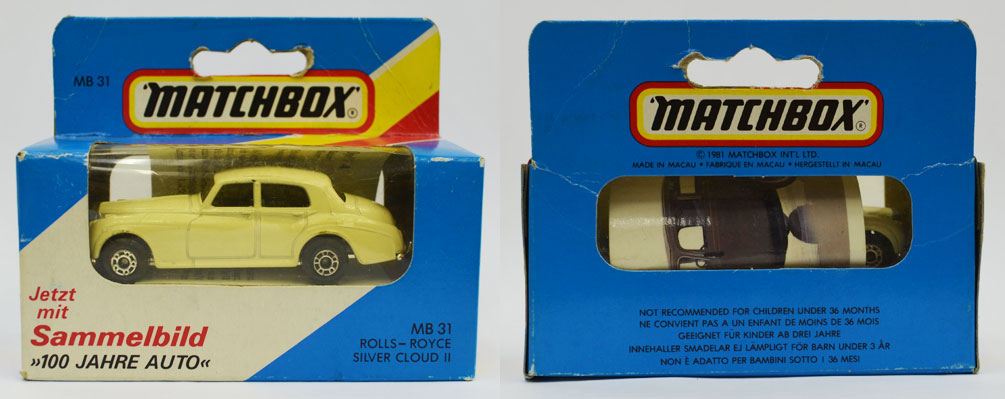 MB 31
'MATCHBOX'®
Jetzt
mit
Sammelbild
»100 JAHRE AUTO«
MB 31
ROLLS-ROYCE
SILVER CLOUD II
'MATCHBOX'®
© 1981 MATCHBOX INT'L LTD.
MADE IN MACAU • FABRIQUE EN MACAU • HERGESTELLT IN MACAU
NOT RECOMMENDED FOR CHILDREN UNDER 36 MONTHS
NE CONVIENT PAS A UN ENFANT DE MOINS DE 36 MOIS
GEEIGNET FÜR KINDER AB DREI JAHRE
INNEHALLER SMADELAR EJ LÄMPLIGT FÖR BARN UNDER 3 ÅR
NON È ADATTO PER BAMBINI SOTTO I 36 MESI